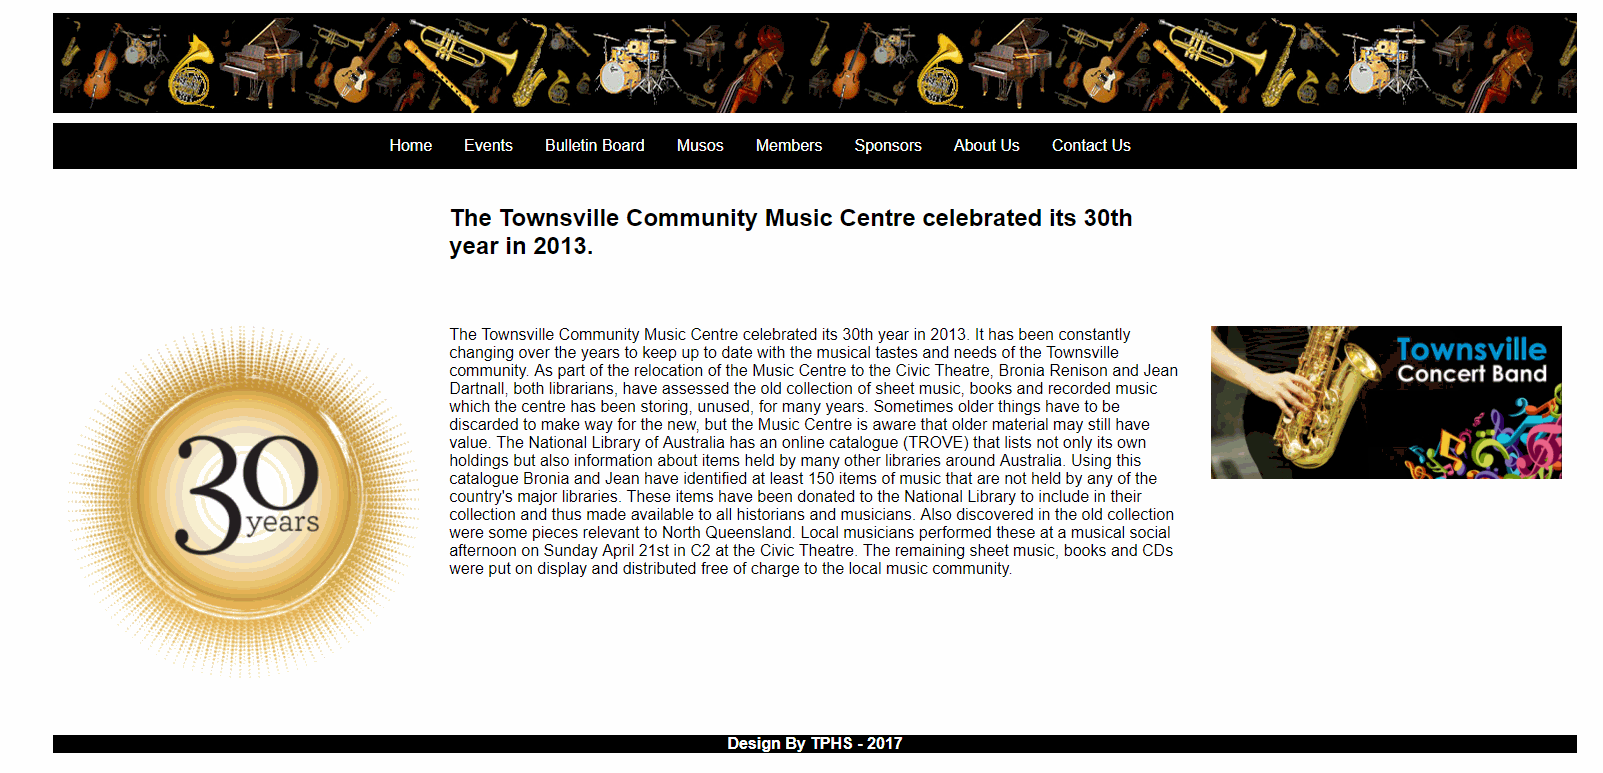 Home Events Bulletin Board Musos Members Sponsors About Us Contact Us
The Townsville Community Music Centre celebrated its 30th
year in 2013.
30
years
The Townsville Community Music Centre celebrated its 30th year in 2013. It has been constantly
changing over the years to keep up to date with the musical tastes and needs of the Townsville
community. As part of the relocation of the Music Centre to the Civic Theatre, Bronia Renison and Jean
Dartnall, both librarians, have assessed the old collection of sheet music, books and recorded music
which the centre has been storing, unused, for many years. Sometimes older things have to be
discarded to make way for the new, but the Music Centre is aware that older material may still have
value. The National Library of Australia has an online catalogue (TROVE) that lists not only its own
holdings but also information about items held by many other libraries around Australia. Using this
catalogue Bronia and Jean have identified at least 150 items of music that are not held by any of the
country's major libraries. These items have been donated to the National Library to include in their
collection and thus made available to all historians and musicians. Also discovered in the old collection
were some pieces relevant to North Queensland. Local musicians performed these at a musical social
afternoon on Sunday April 21st in C2 at the Civic Theatre. The remaining sheet music, books and CDs
were put on display and distributed free of charge to the local music community.
Townsville
Concert Band
Design By TPHS - 2017